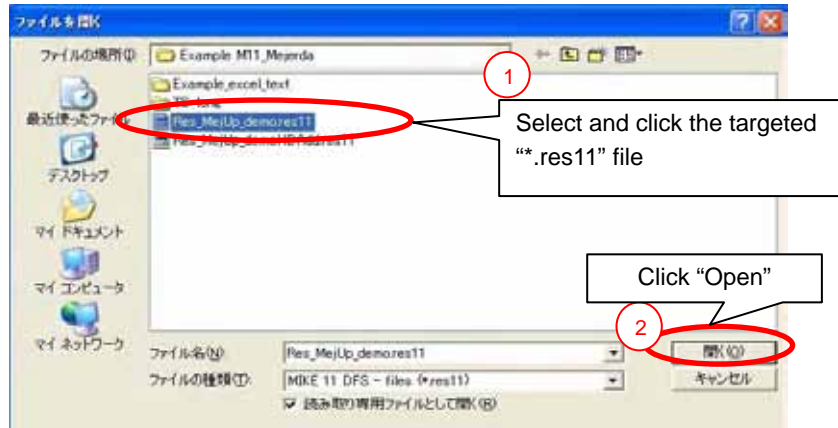 ファイルを開く
ファイルの場所(I)
Example M11_Mejerda
1
Example_excel_text
最近使ったファイル
Res_MejUp_demo.res11
Select and click the targeted
“*.res11” file
デスクトップ
マイ ドキュメント
マイ コンピュータ
マイ ネットワーク
Click “Open”
2
ファイル名(N):
Res_MejUp_demo.res11
開く(O)
ファイルの種類(T):
MIKE 11 DFS - files (*.res11)
キャンセル
読み取り専用ファイルとして開く(R)